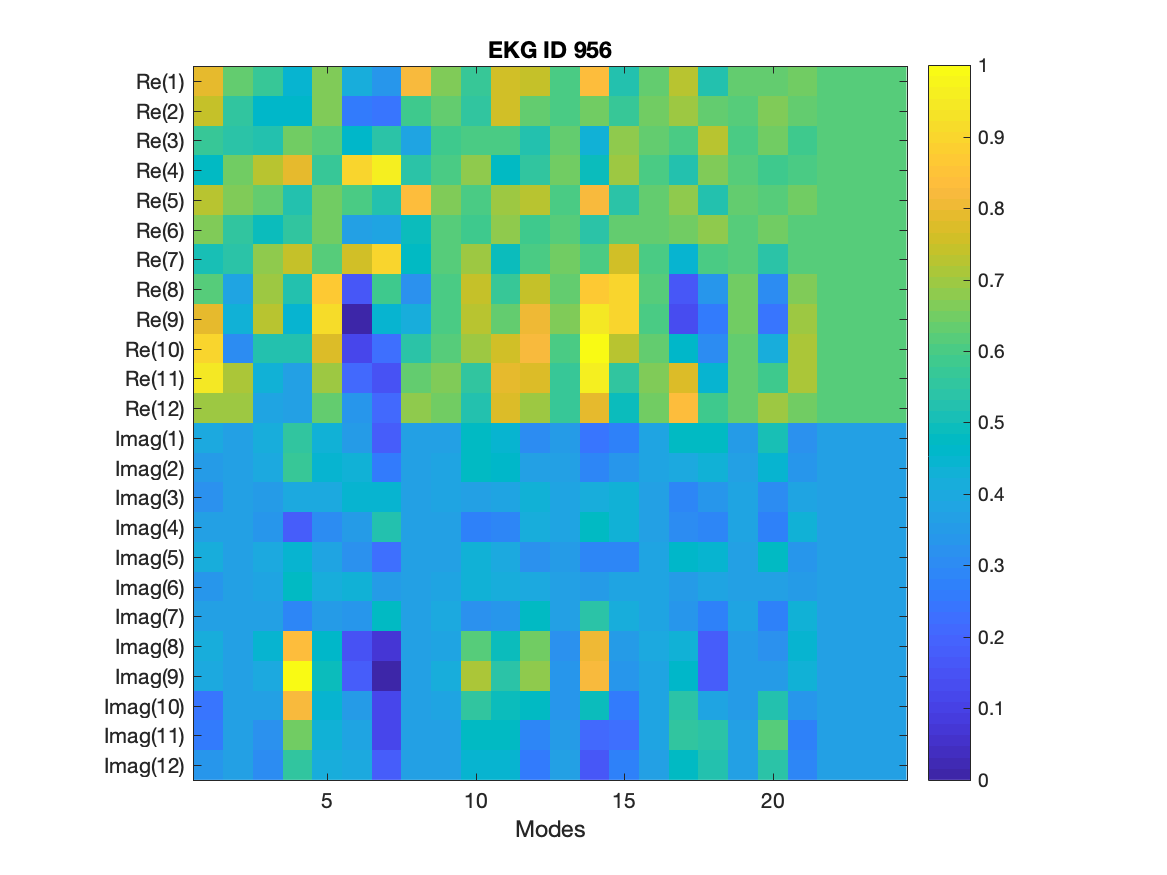 EKG ID 956
Re(1)
Re(2)
Re(3)
Re(4)
Re(5)
Re(6)
Re(7)
Re(8)
Re(9)
Re(10)
Re(11)
Re(12)
Imag(1)
Imag(2)
Imag(3)
Imag(4)
Imag(5)
Imag(6)
Imag(7)
Imag(8)
Imag(9)
Imag(10)
Imag(11)
Imag(12)
5 10 15 20
Modes
1
0.9
0.8
0.7
0.6
0.5
0.4
0.3
0.2
0.1
0